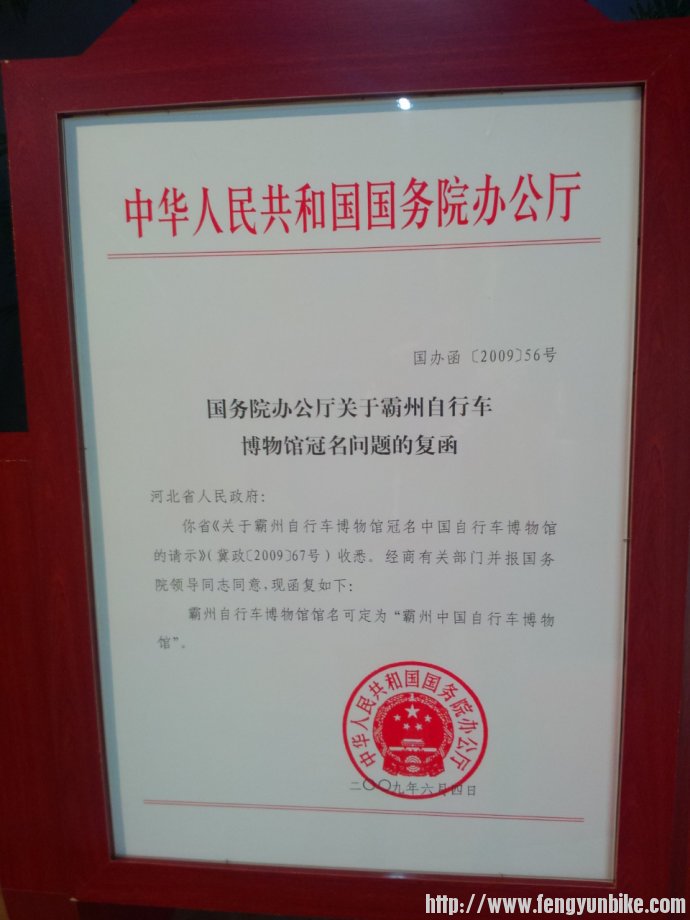 中华人民共和国国务院办公厅
国办函〔2009〕56号
国务院办公厅关于霸州自行车
博物馆冠名问题的复函
河北省人民政府：
你省《关于霸州自行车博物馆冠名中国自行车博物馆
的请示》（冀政〔2009〕67号）收悉。经商有关部门并报国务
院领导同志同意，现函复如下：
霸州自行车博物馆馆名可定为“霸州中国自行车博物
馆”。
中华人民共和国国务院办公厅
二〇〇九年六月四日
http://www.fengyunbike.com